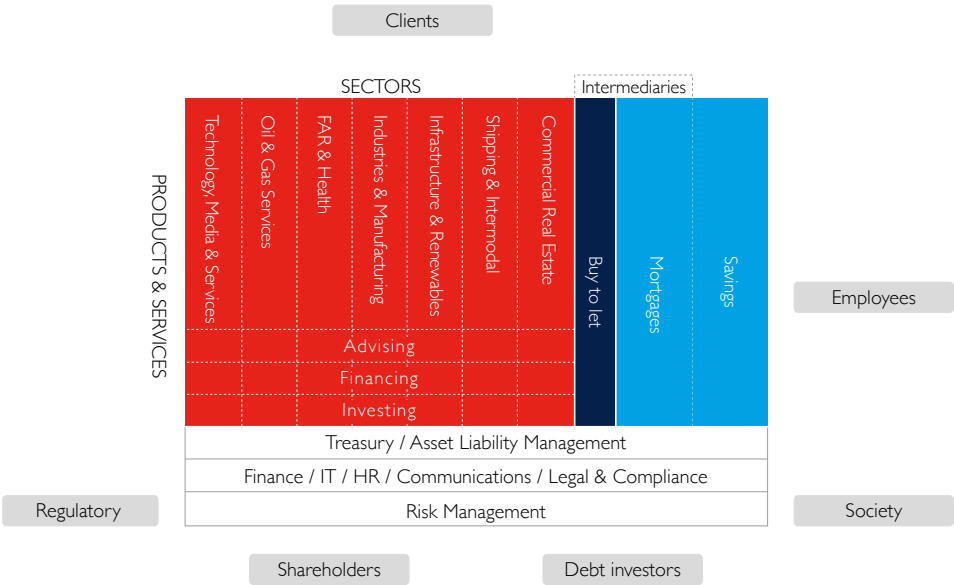 Clients
SECTORS
Intermediaries
PRODUCTS & SERVICES
Technology, Media & Services
Oil & Gas Services
FAR & Health
Industries & Manufacturing
Infrastructure & Renewables
Shipping & Intermodal
Commercial Real Estate
Buy to let
Mortgages
Savings
Advising
Financing
Investing
Employees
Treasury / Asset Liability Management
Finance / IT / HR / Communications / Legal & Compliance
Risk Management
Regulatory
Society
Shareholders
Debt investors